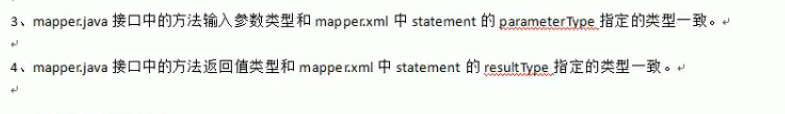 3、mapper.java 接口中的方法输入参数类型和 mapper.xml 中 statement 的 parameterType 指定的类型一致。
4、mapper.java 接口中的方法返回值类型和 mapper.xml 中 statement 的 resultType 指定的类型一致。